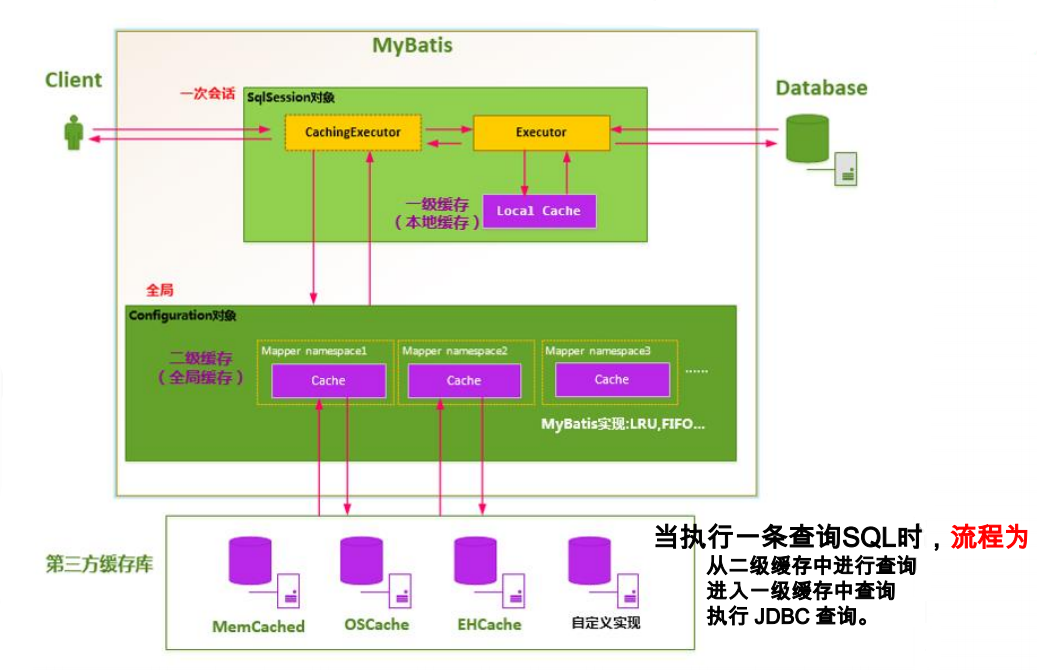 MyBatis
Client
Database
一次会话
SqlSession对象
CachingExecutor
Executor
一级缓存
（本地缓存）
Local Cache
全局
Configuration对象
二级缓存
（全局缓存）
Mapper namespace1
Cache
Mapper namespace2
Cache
Mapper namespace3
Cache
......
MyBatis实现:LRU,FIFO...
第三方缓存库
MemCached
OSCache
EHCache
自定义实现
当执行一条查询SQL时，流程为
从二级缓存中进行查询
进入一级缓存中查询
执行 JDBC 查询。